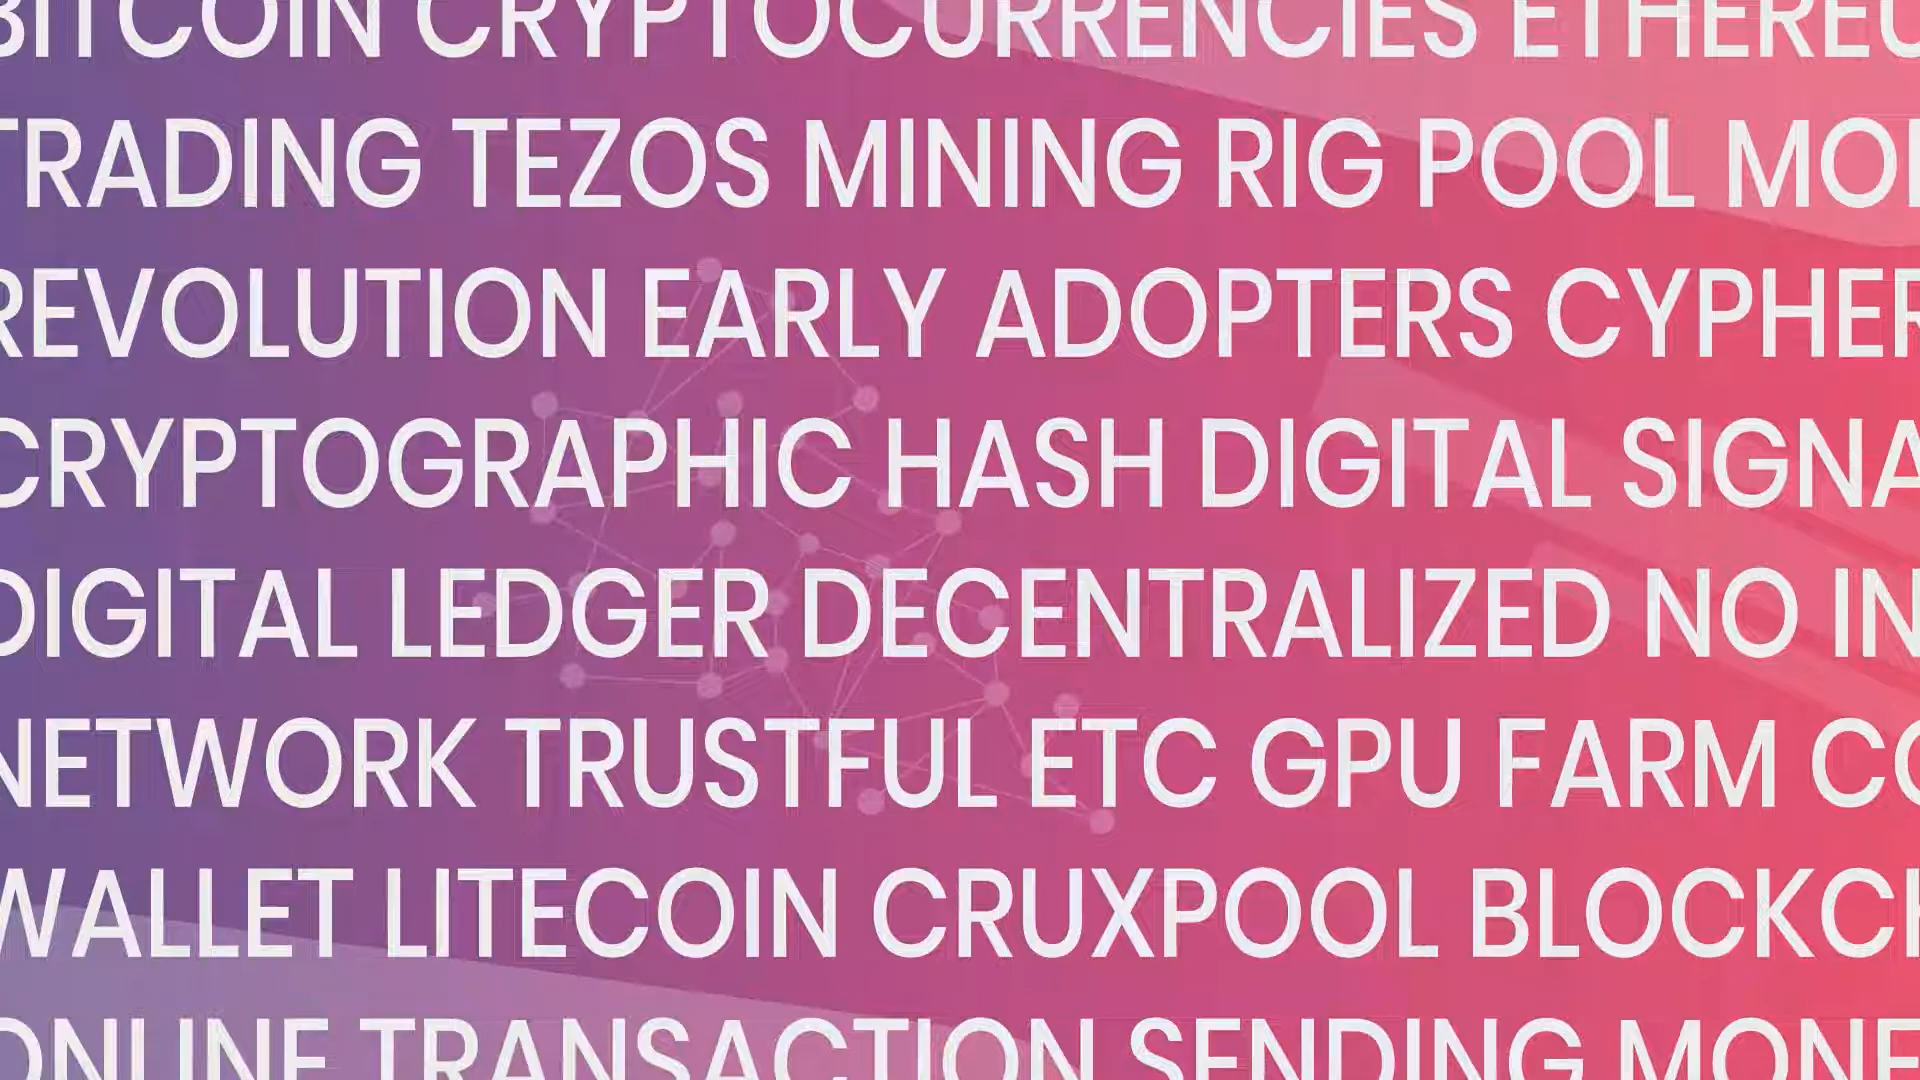 BITCOIN CRYPTOCURRENCIES ETHEREU
TRADING TEZOS MINING RIG POOL MO
REVOLUTION EARLY ADOPTERS CYPHER
CRYPTOGRAPHIC HASH DIGITAL SIGNA
DIGITAL LEDGER DECENTRALIZED NO IN
NETWORK TRUSTFUL ETC GPU FARM CO
WALLET LITECOIN CRUXPOOL BLOCKCH
ONLINE TRANSACTION SENDING MONE